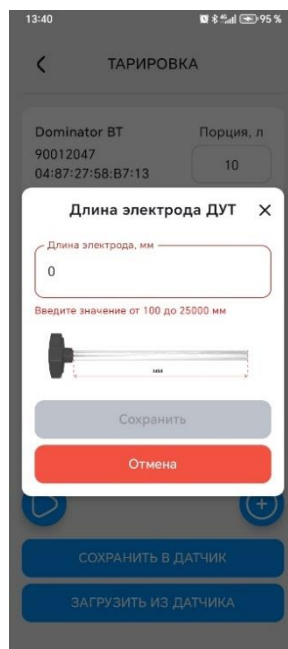 13:40
95 %
ТАРИРОВКА
Dominator BT
Порция, л
90012047
04:87:27:58:B7:13
10
Длина электрода ДУТ
Длина электрода, мм
0
Введите значение от 100 до 25000 мм
Сохранить
Отмена
СОХРАНИТЬ В ДАТЧИК
ЗАГРУЗИТЬ ИЗ ДАТЧИКА